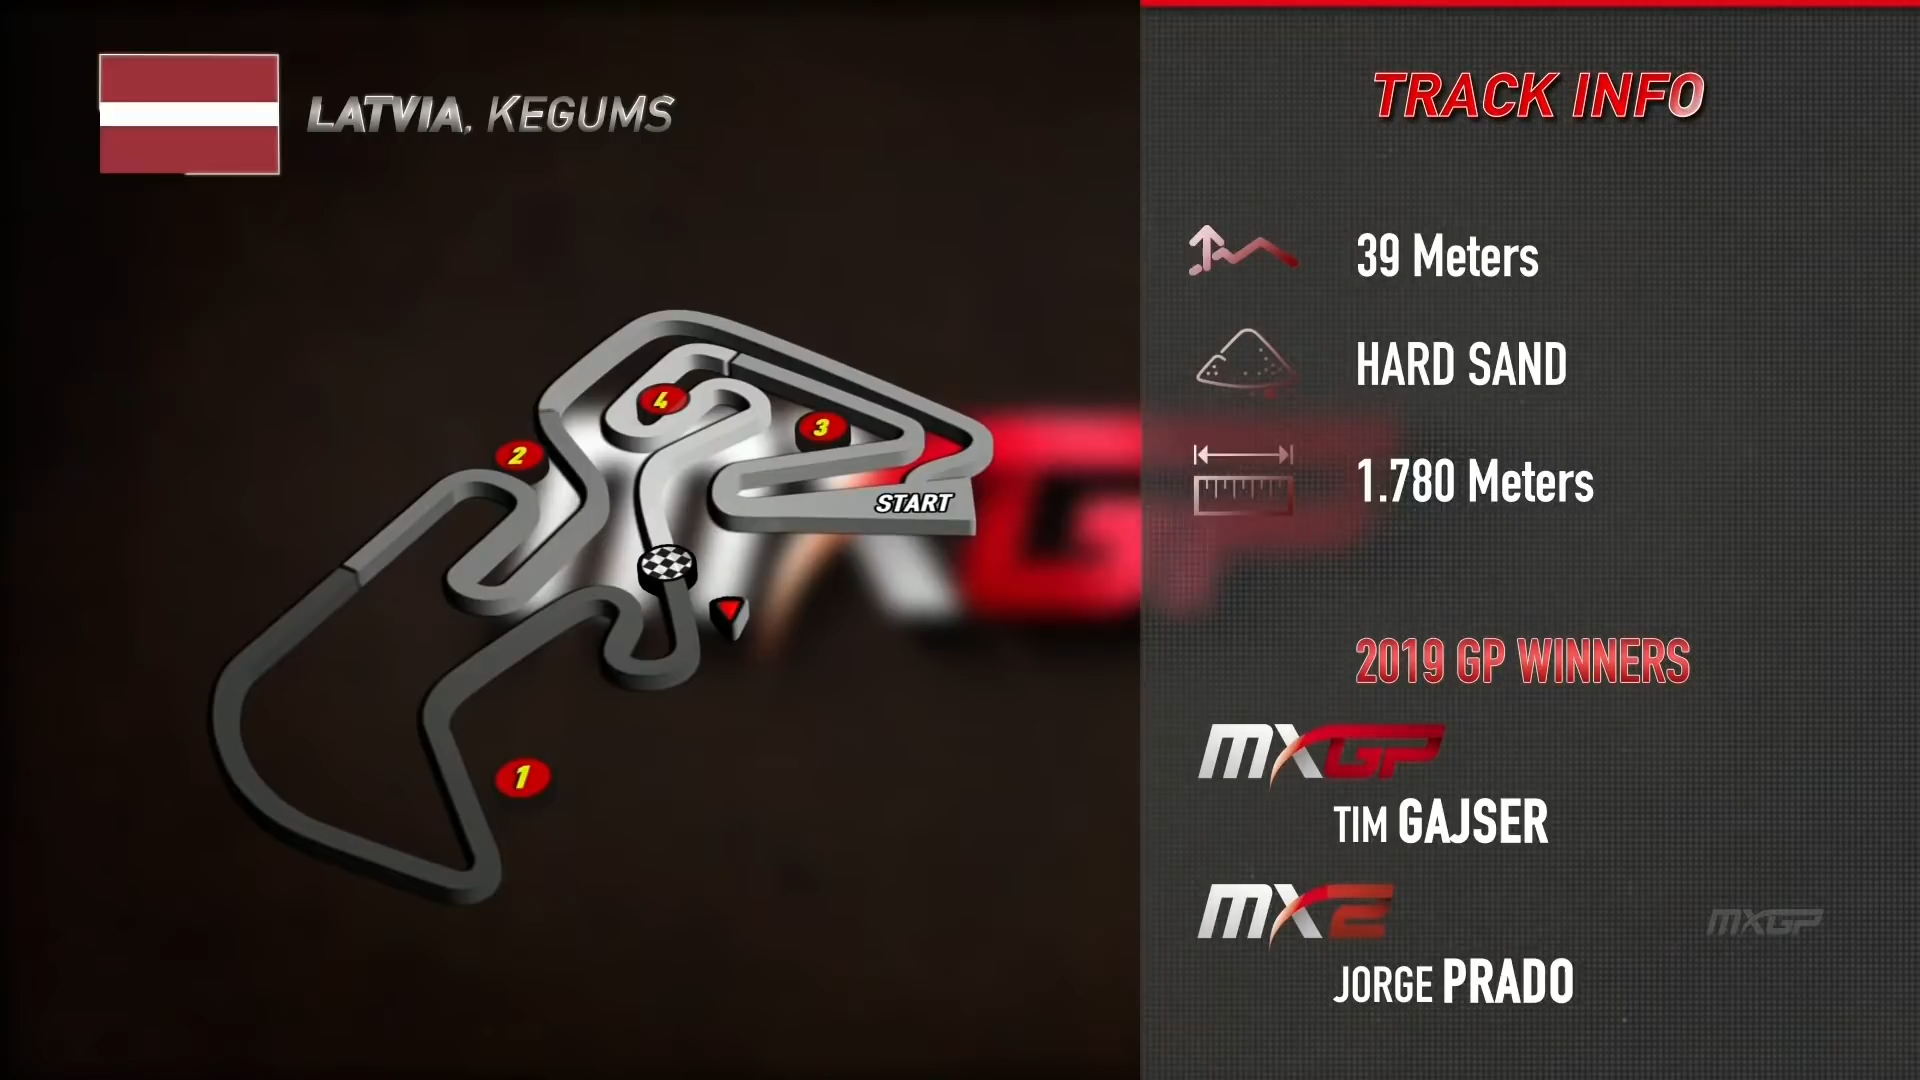 LATVIA, KEGUMS
TRACK INFO
39 Meters
HARD SAND
1.780 Meters
4
3
2
START
1
GP
2019 GP WINNERS
MXGP
TIM GAJSER
MX2
MXGP
JORGE PRADO